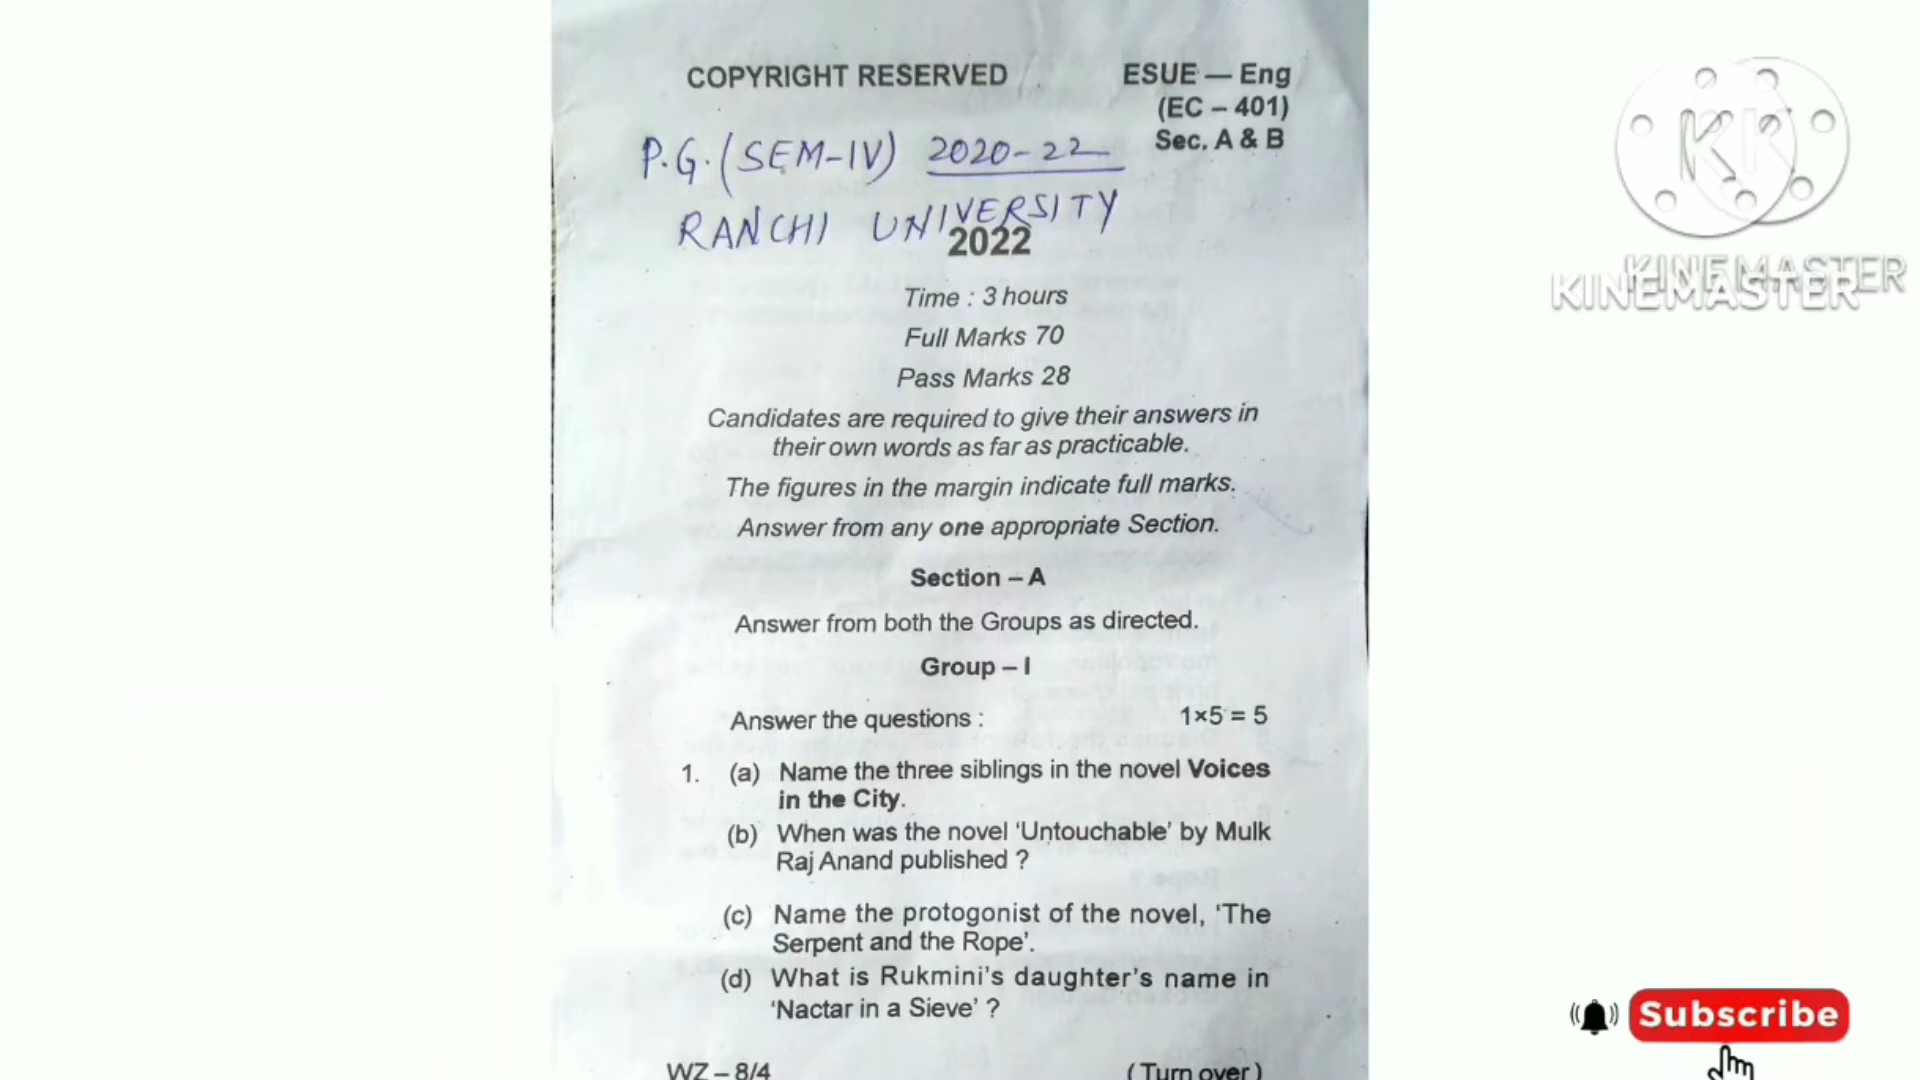 COPYRIGHT RESERVED
ESUE — Eng
(EC – 401)
Sec. A & B
P.G. (SEM-IV) 2020-22
RANCHI UNIVERSITY
2022
Time : 3 hours
Full Marks 70
Pass Marks 28
Candidates are required to give their answers in
their own words as far as practicable.
The figures in the margin indicate full marks.
Answer from any one appropriate Section.
Section – A
Answer from both the Groups as directed.
Group – I
Answer the questions : 1×5 = 5
1. (a) Name the three siblings in the novel Voices
in the City.
(b) When was the novel ‘Untouchable’ by Mulk
Raj Anand published ?
(c) Name the protogonist of the novel, ‘The
Serpent and the Rope’.
(d) What is Rukmini’s daughter’s name in
‘Nactar in a Sieve’ ?
WZ – 8/4 (Turn over)
KK
KINEMASTER
KINEMASTER
Subscribe